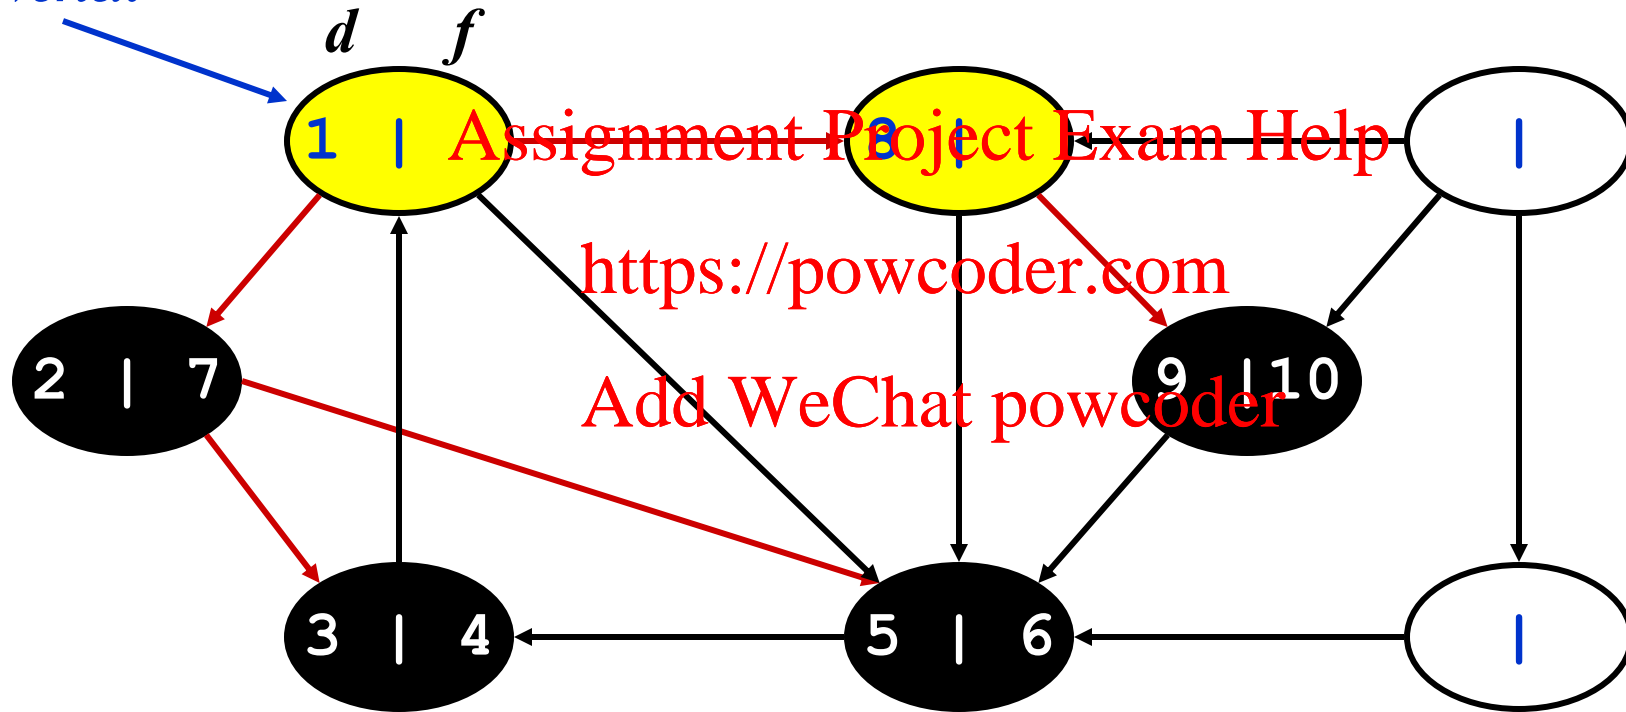 d f
1 | 8 | |
Assignment Project Exam Help
https://powcoder.com
2 | 7 9 |10
Add WeChat powcoder
3 | 4 5 | 6 |